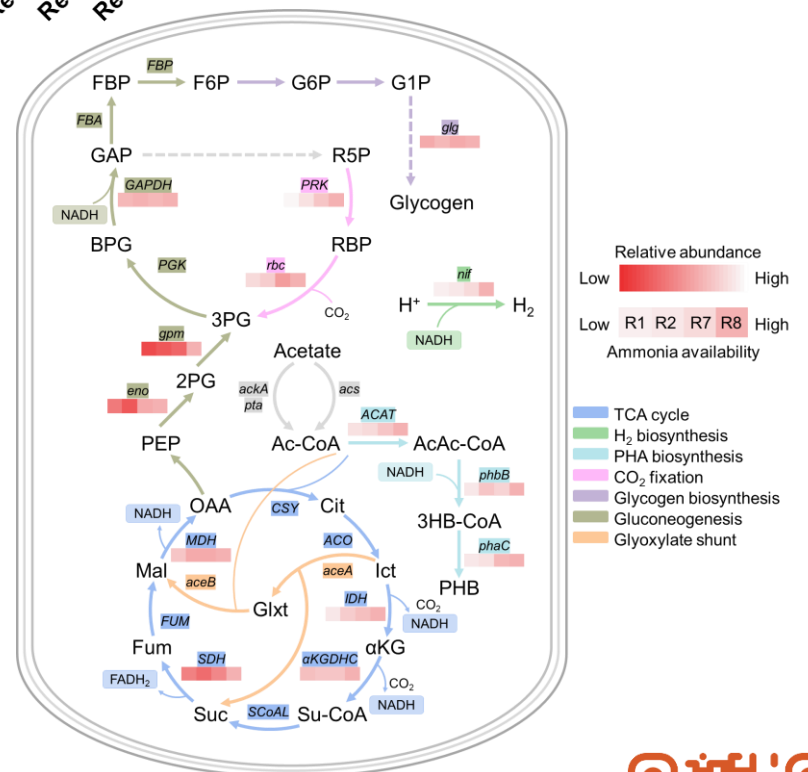 Re
Re
Re
FBP
FBP
F6P
G6P
G1P
FBA
glg
GAP
R5P
GAPDH
PRK
NADH
Glycogen
BPG
RBP
PGK
rbc
nif
3PG
CO2
H+
H2
NADH
gpm
Acetate
2PG
ackA
pta
acs
eno
ACAT
PEP
Ac-CoA
AcAc-CoA
NADH
phbB
OAA
Cit
NADH
CSY
3HB-CoA
MDH
ACO
phaC
Mal
aceB
aceA
Ict
Glxt
PHB
IDH
CO2
NADH
FUM
Fum
αKG
SDH
αKGDHC
FADH2
CO2
NADH
Suc
SCoAL
Su-CoA
Relative abundance
Low High
Low R1 R2 R7 R8 High
Ammonia availability
TCA cycle
H2 biosynthesis
PHA biosynthesis
CO2 fixation
Glycogen biosynthesis
Gluconeogenesis
Glyoxylate shunt